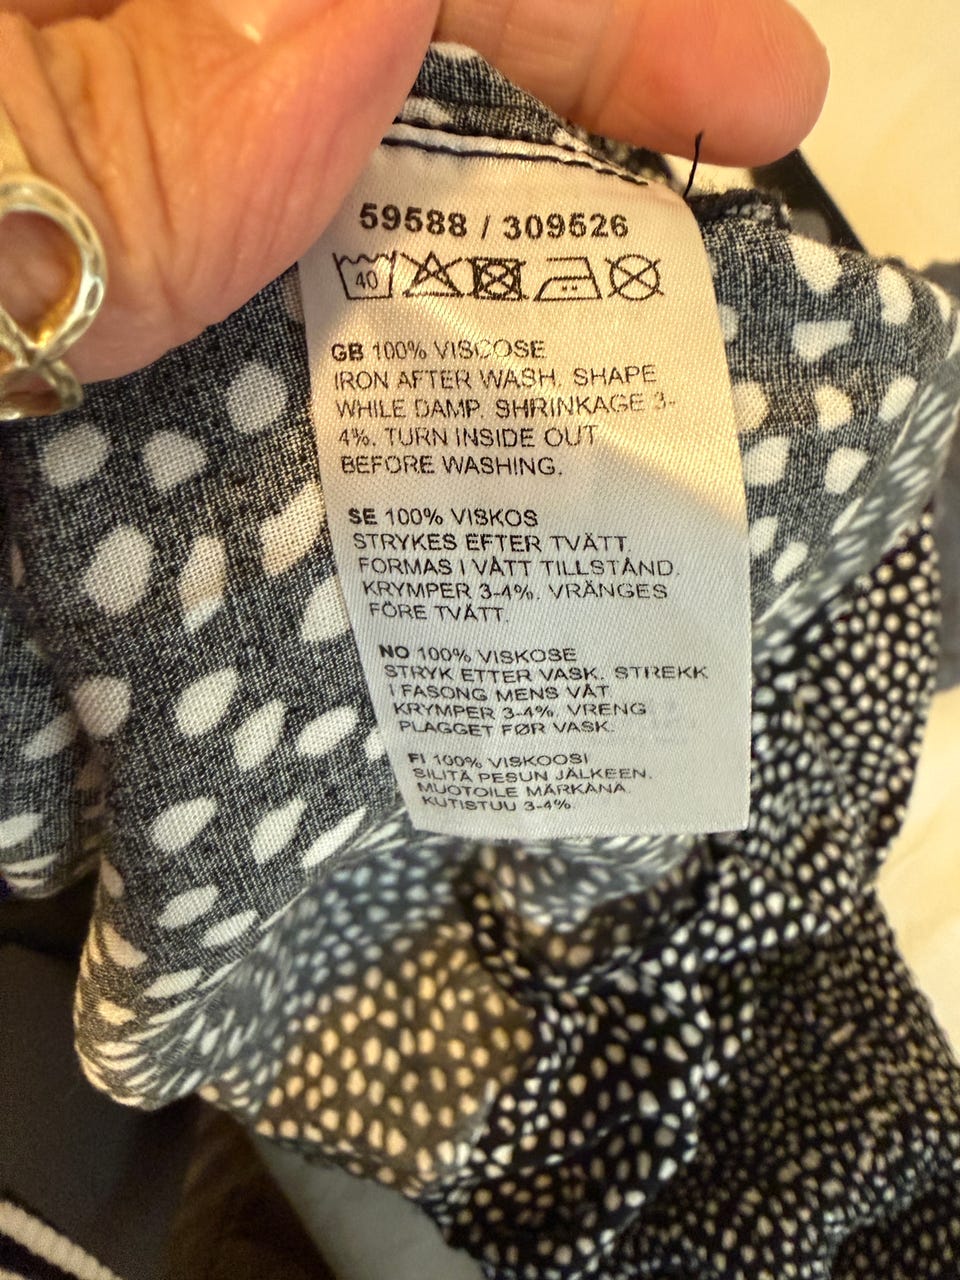 59588 / 309526
40
GB 100% VISCOSE
IRON AFTER WASH. SHAPE
WHILE DAMP. SHRINKAGE 3-
4%. TURN INSIDE OUT
BEFORE WASHING.
SE 100% VISKOS
STRYKES EFTER TVÄTT.
FORMAS I VÅTT TILLSTÅND.
KRYMPER 3-4%. VRÄNGES
FÖRE TVÄTT.
NO 100% VISKOSE
STRYK ETTER VASK. STREKK
I FASONG MENS VÅT.
KRYMPER 3-4%. VRENG
PLAGGET FØR VASK.
FI 100% VISKOOSI
SILITÄ PESUN JÄLKEEN.
MUOTOILE MÄRKÄNÄ.
KUTISTUU 3-4%.